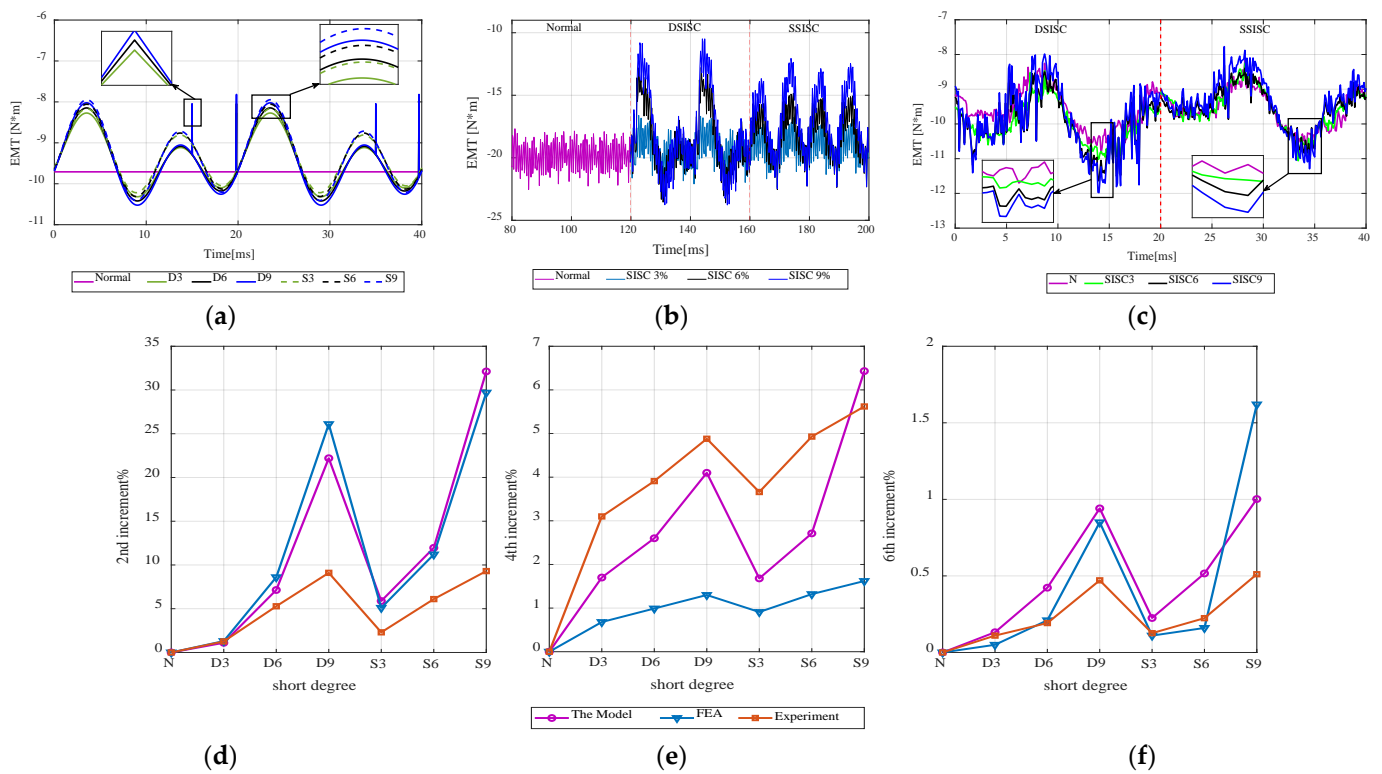 -6
-7
-8
-9
-10
-11
EMT [N*m]
0
10
20
30
40
Time[ms]
Normal D3 D6 D9 S3 S6 S9
(a)
Normal DSISC SSISC
-10
-15
-20
-25
EMT [N*m]
80 100 120 140 160 180 200
Time[ms]
Normal SISC 3% SISC 6% SISC 9%
(b)
DSISC SSISC
-7
-8
-9
-10
-11
-12
-13
EMT [N*m]
0 5 10 15 20 25 30 35 40
Time[ms]
N SISC3 SISC6 SISC9
(c)
35
30
25
20
15
10
5
0
2nd increment%
N D3 D6 D9 S3 S6 S9
short degree
(d)
7
6
5
4
3
2
1
0
4th increment%
N D3 D6 D9 S3 S6 S9
short degree
The Model FEA Experiment
(e)
2
1.5
1
0.5
0
6th increment%
N D3 D6 D9 S3 S6 S9
short degree
(f)